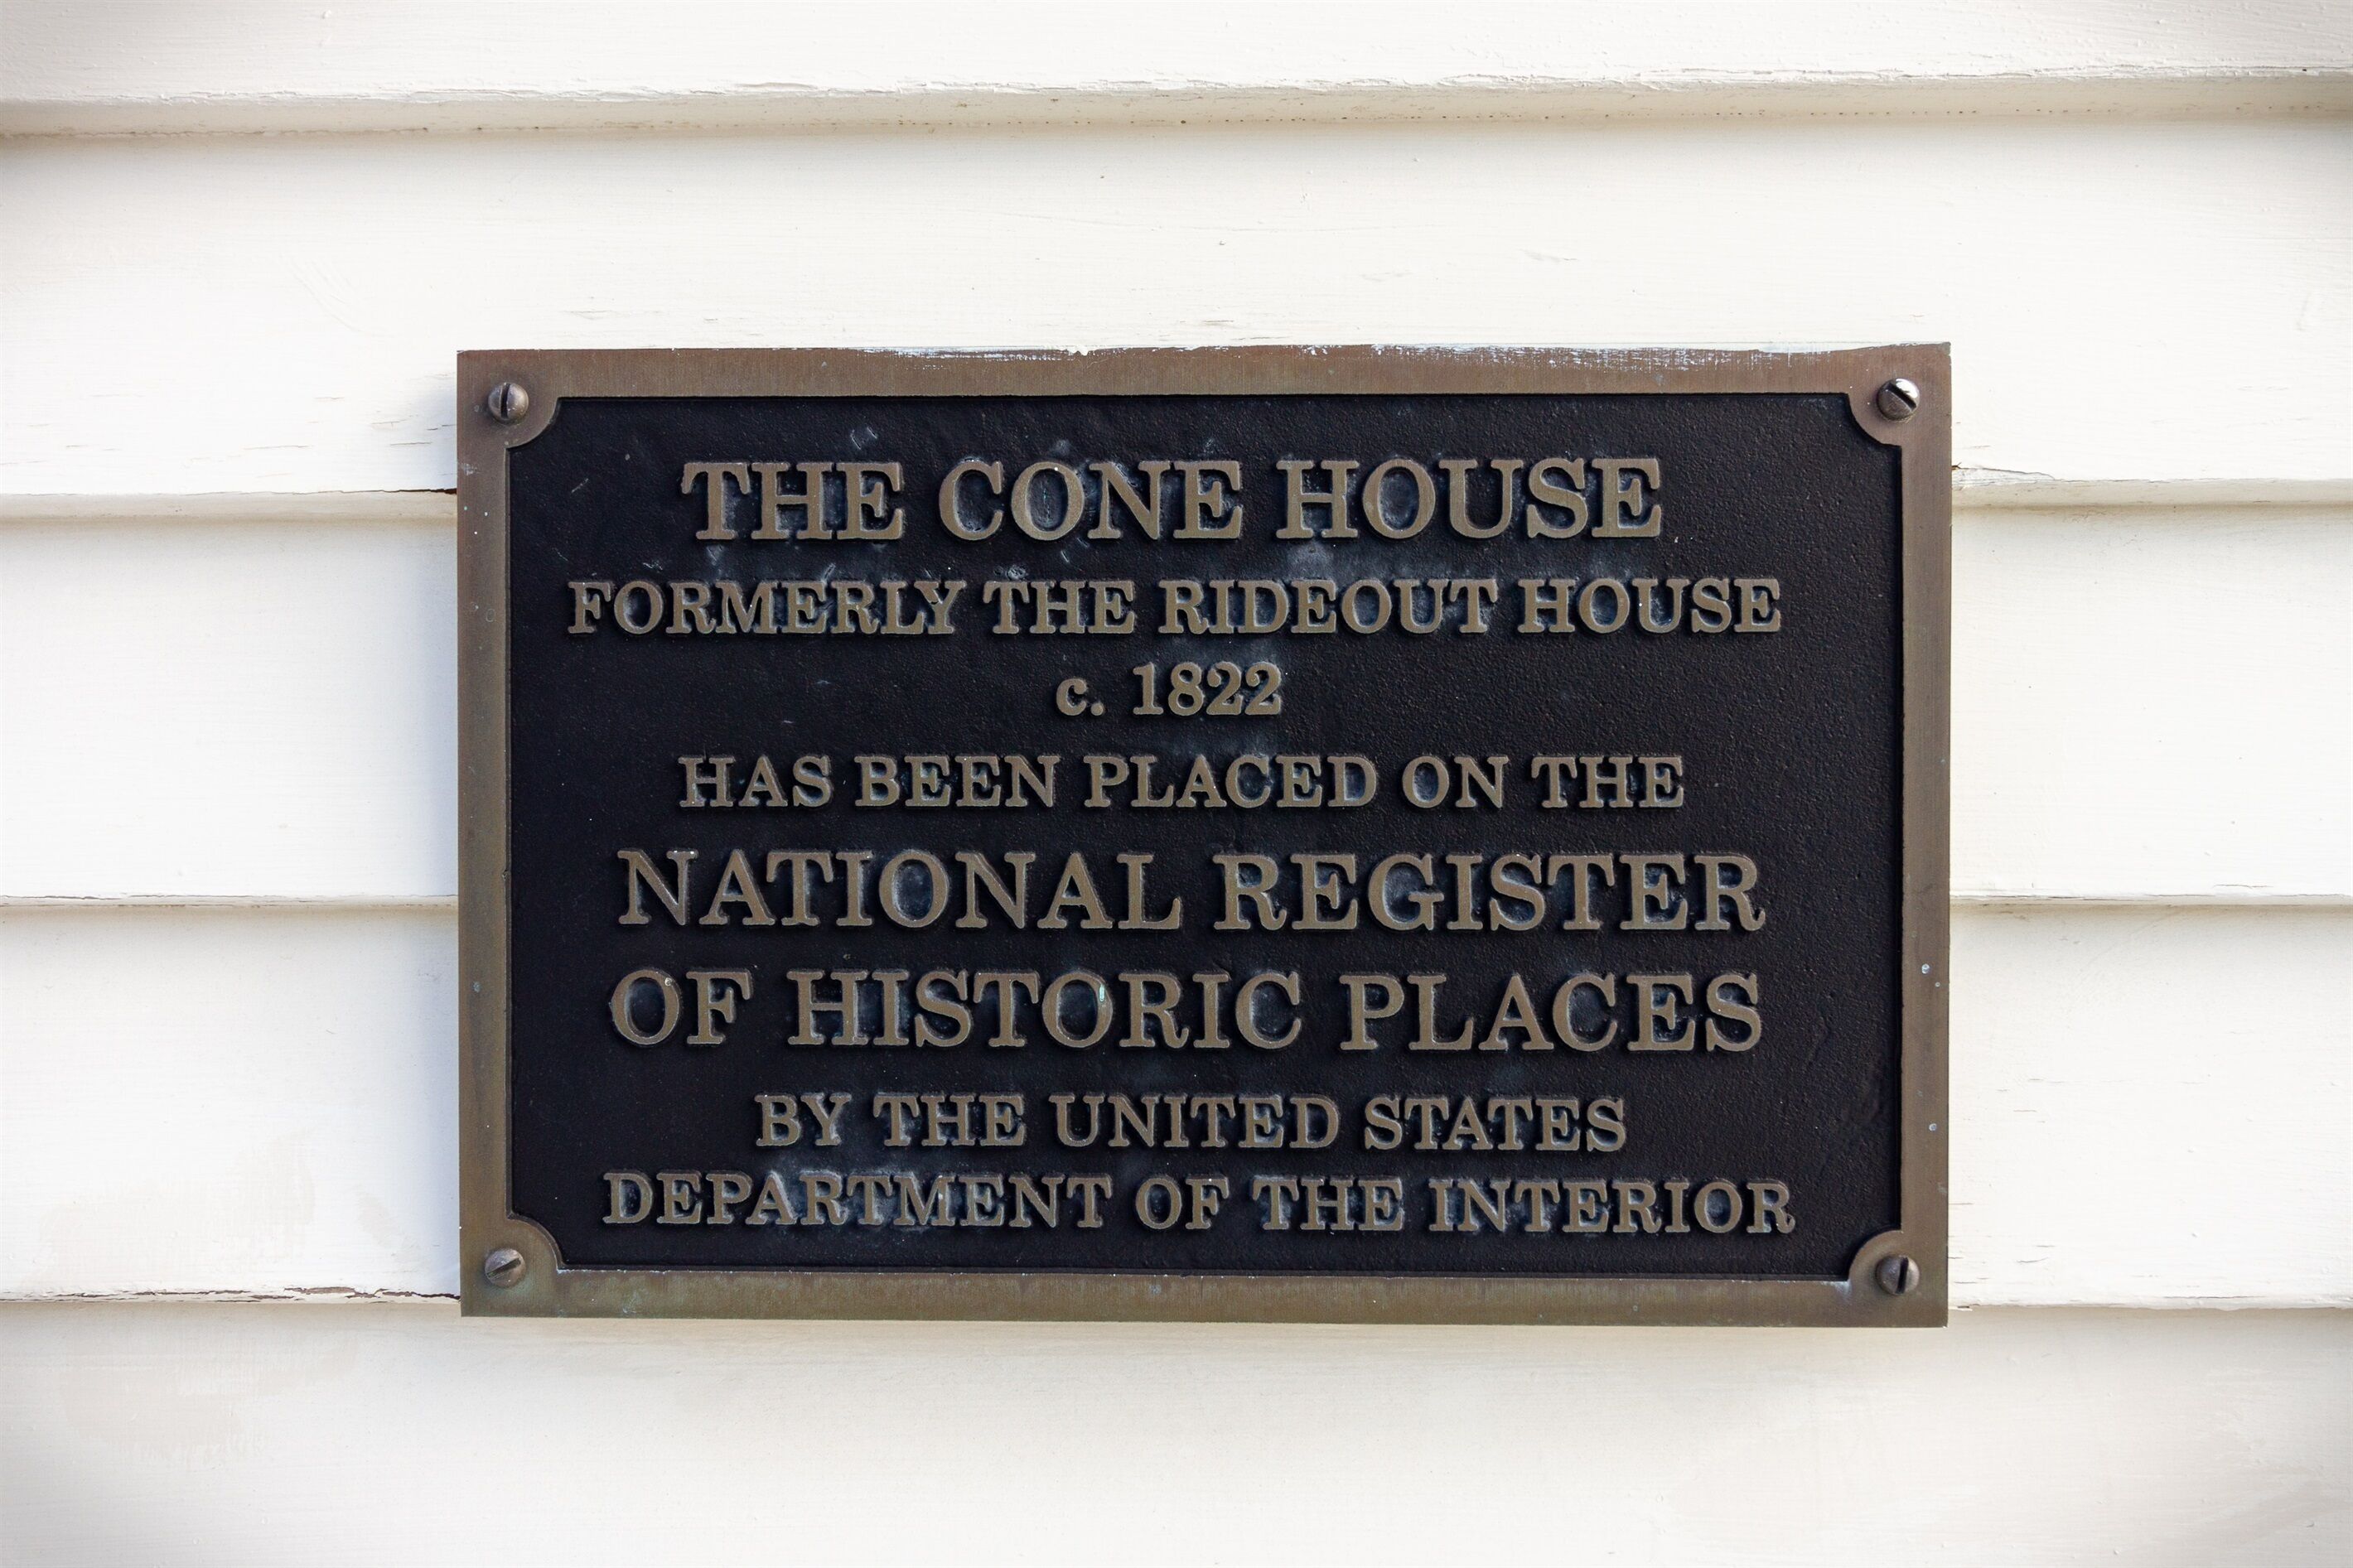 THE CONE HOUSE
FORMERLY THE RIDEOUT HOUSE
c. 1822
HAS BEEN PLACED ON THE
NATIONAL REGISTER
OF HISTORIC PLACES
BY THE UNITED STATES
DEPARTMENT OF THE INTERIOR